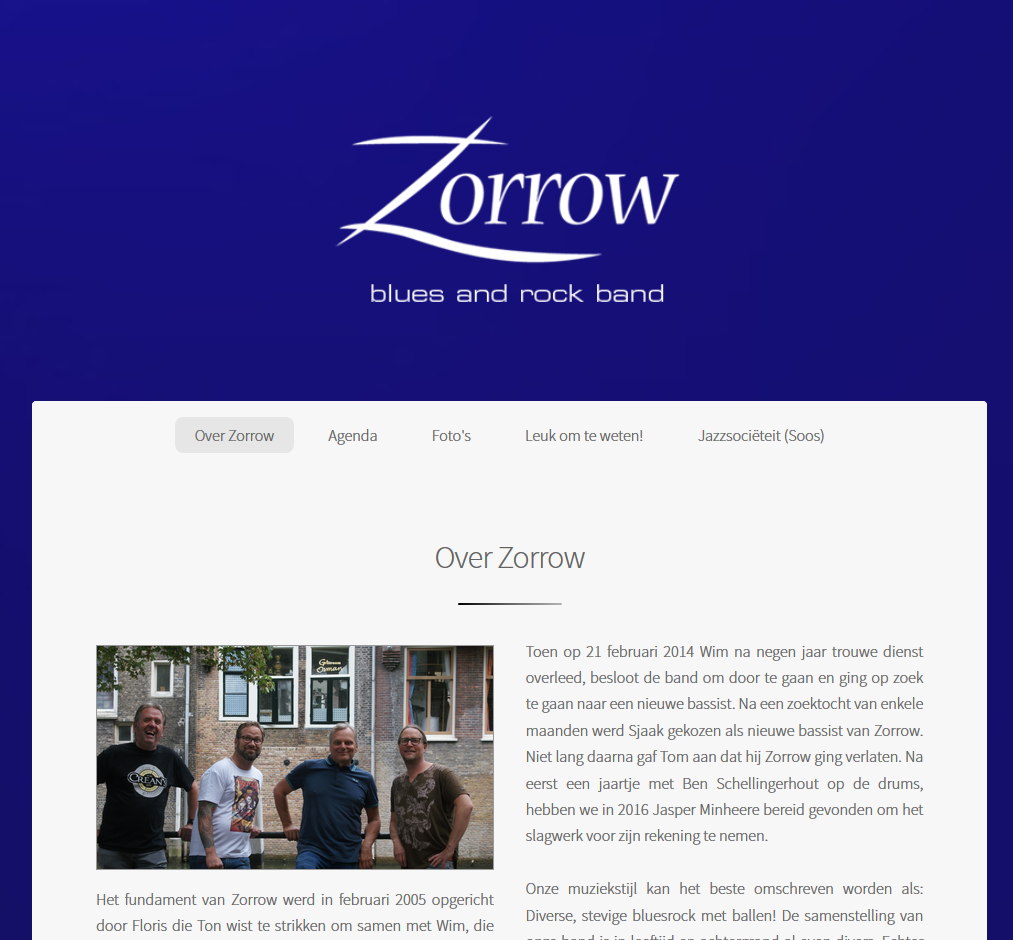 Zorrow
blues and rock band
Over Zorrow
Agenda
Foto's
Leuk om te weten!
Jazzsociëteit (Soos)
Over Zorrow
CREANS
Het fundament van Zorrow werd in februari 2005 opgericht
door Floris die Ton wist te strikken om samen met Wim, die
Toen op 21 februari 2014 Wim na negen jaar trouwe dienst
overleed, besloot de band om door te gaan en ging op zoek
te gaan naar een nieuwe bassist. Na een zoektocht van enkele
maanden werd Sjaak gekozen als nieuwe bassist van Zorrow.
Niet lang daarna gaf Tom aan dat hij Zorrow ging verlaten. Na
eerst een jaartje met Ben Schellingerhout op de drums,
hebben we in 2016 Jasper Minheere bereid gevonden om het
slagwerk voor zijn rekening te nemen.
Onze muziekstijl kan het beste omschreven worden als:
Diverse, stevige bluesrock met ballen! De samenstelling van